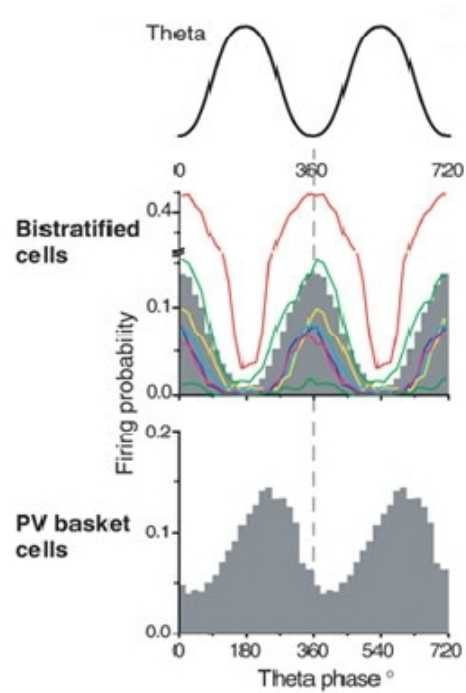 Theta
0 360 720
Bistratified
cells
0.4
0.1
0.0
Firing probability
0.2
PV basket
cells
0.1
0.0
0 180 360 540 720
Theta phase °